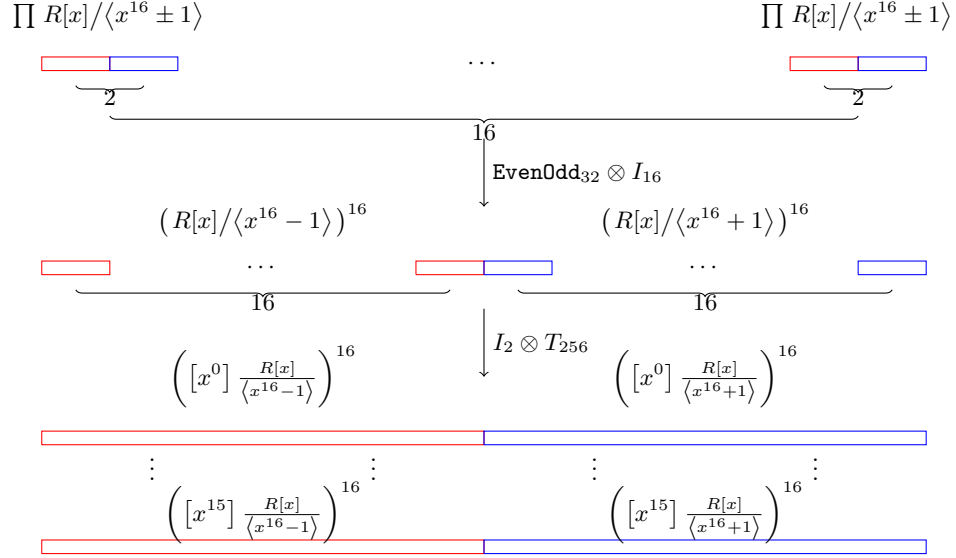 ∏ R[x]/⟨x^16 ± 1⟩ ∏ R[x]/⟨x^16 ± 1⟩
⋯
2 2
16
EvenOdd_32 ⊗ I_16
(R[x]/⟨x^16 − 1⟩)^16 (R[x]/⟨x^16 + 1⟩)^16
⋯ ⋯
16 16
I_2 ⊗ T_256
([x^0] R[x]/⟨x^16−1⟩)^16 ([x^0] R[x]/⟨x^16+1⟩)^16
⋮ ⋮ ⋮ ⋮
([x^15] R[x]/⟨x^16−1⟩)^16 ([x^15] R[x]/⟨x^16+1⟩)^16